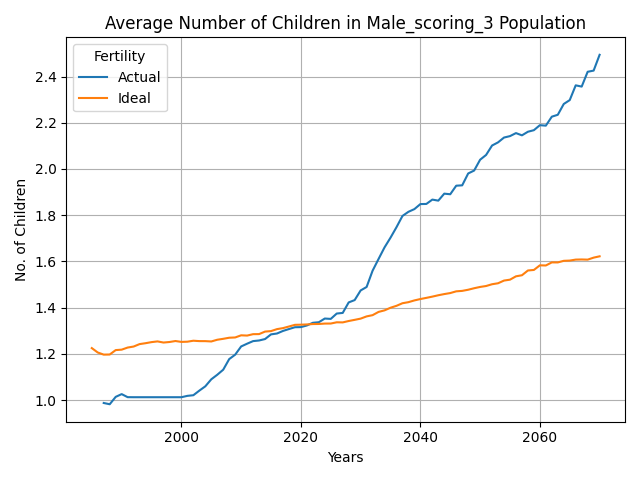 Average Number of Children in Male_scoring_3 Population
Fertility
Actual
Ideal
No. of Children
2.4
2.2
2.0
1.8
1.6
1.4
1.2
1.0
2000 2020 2040 2060
Years